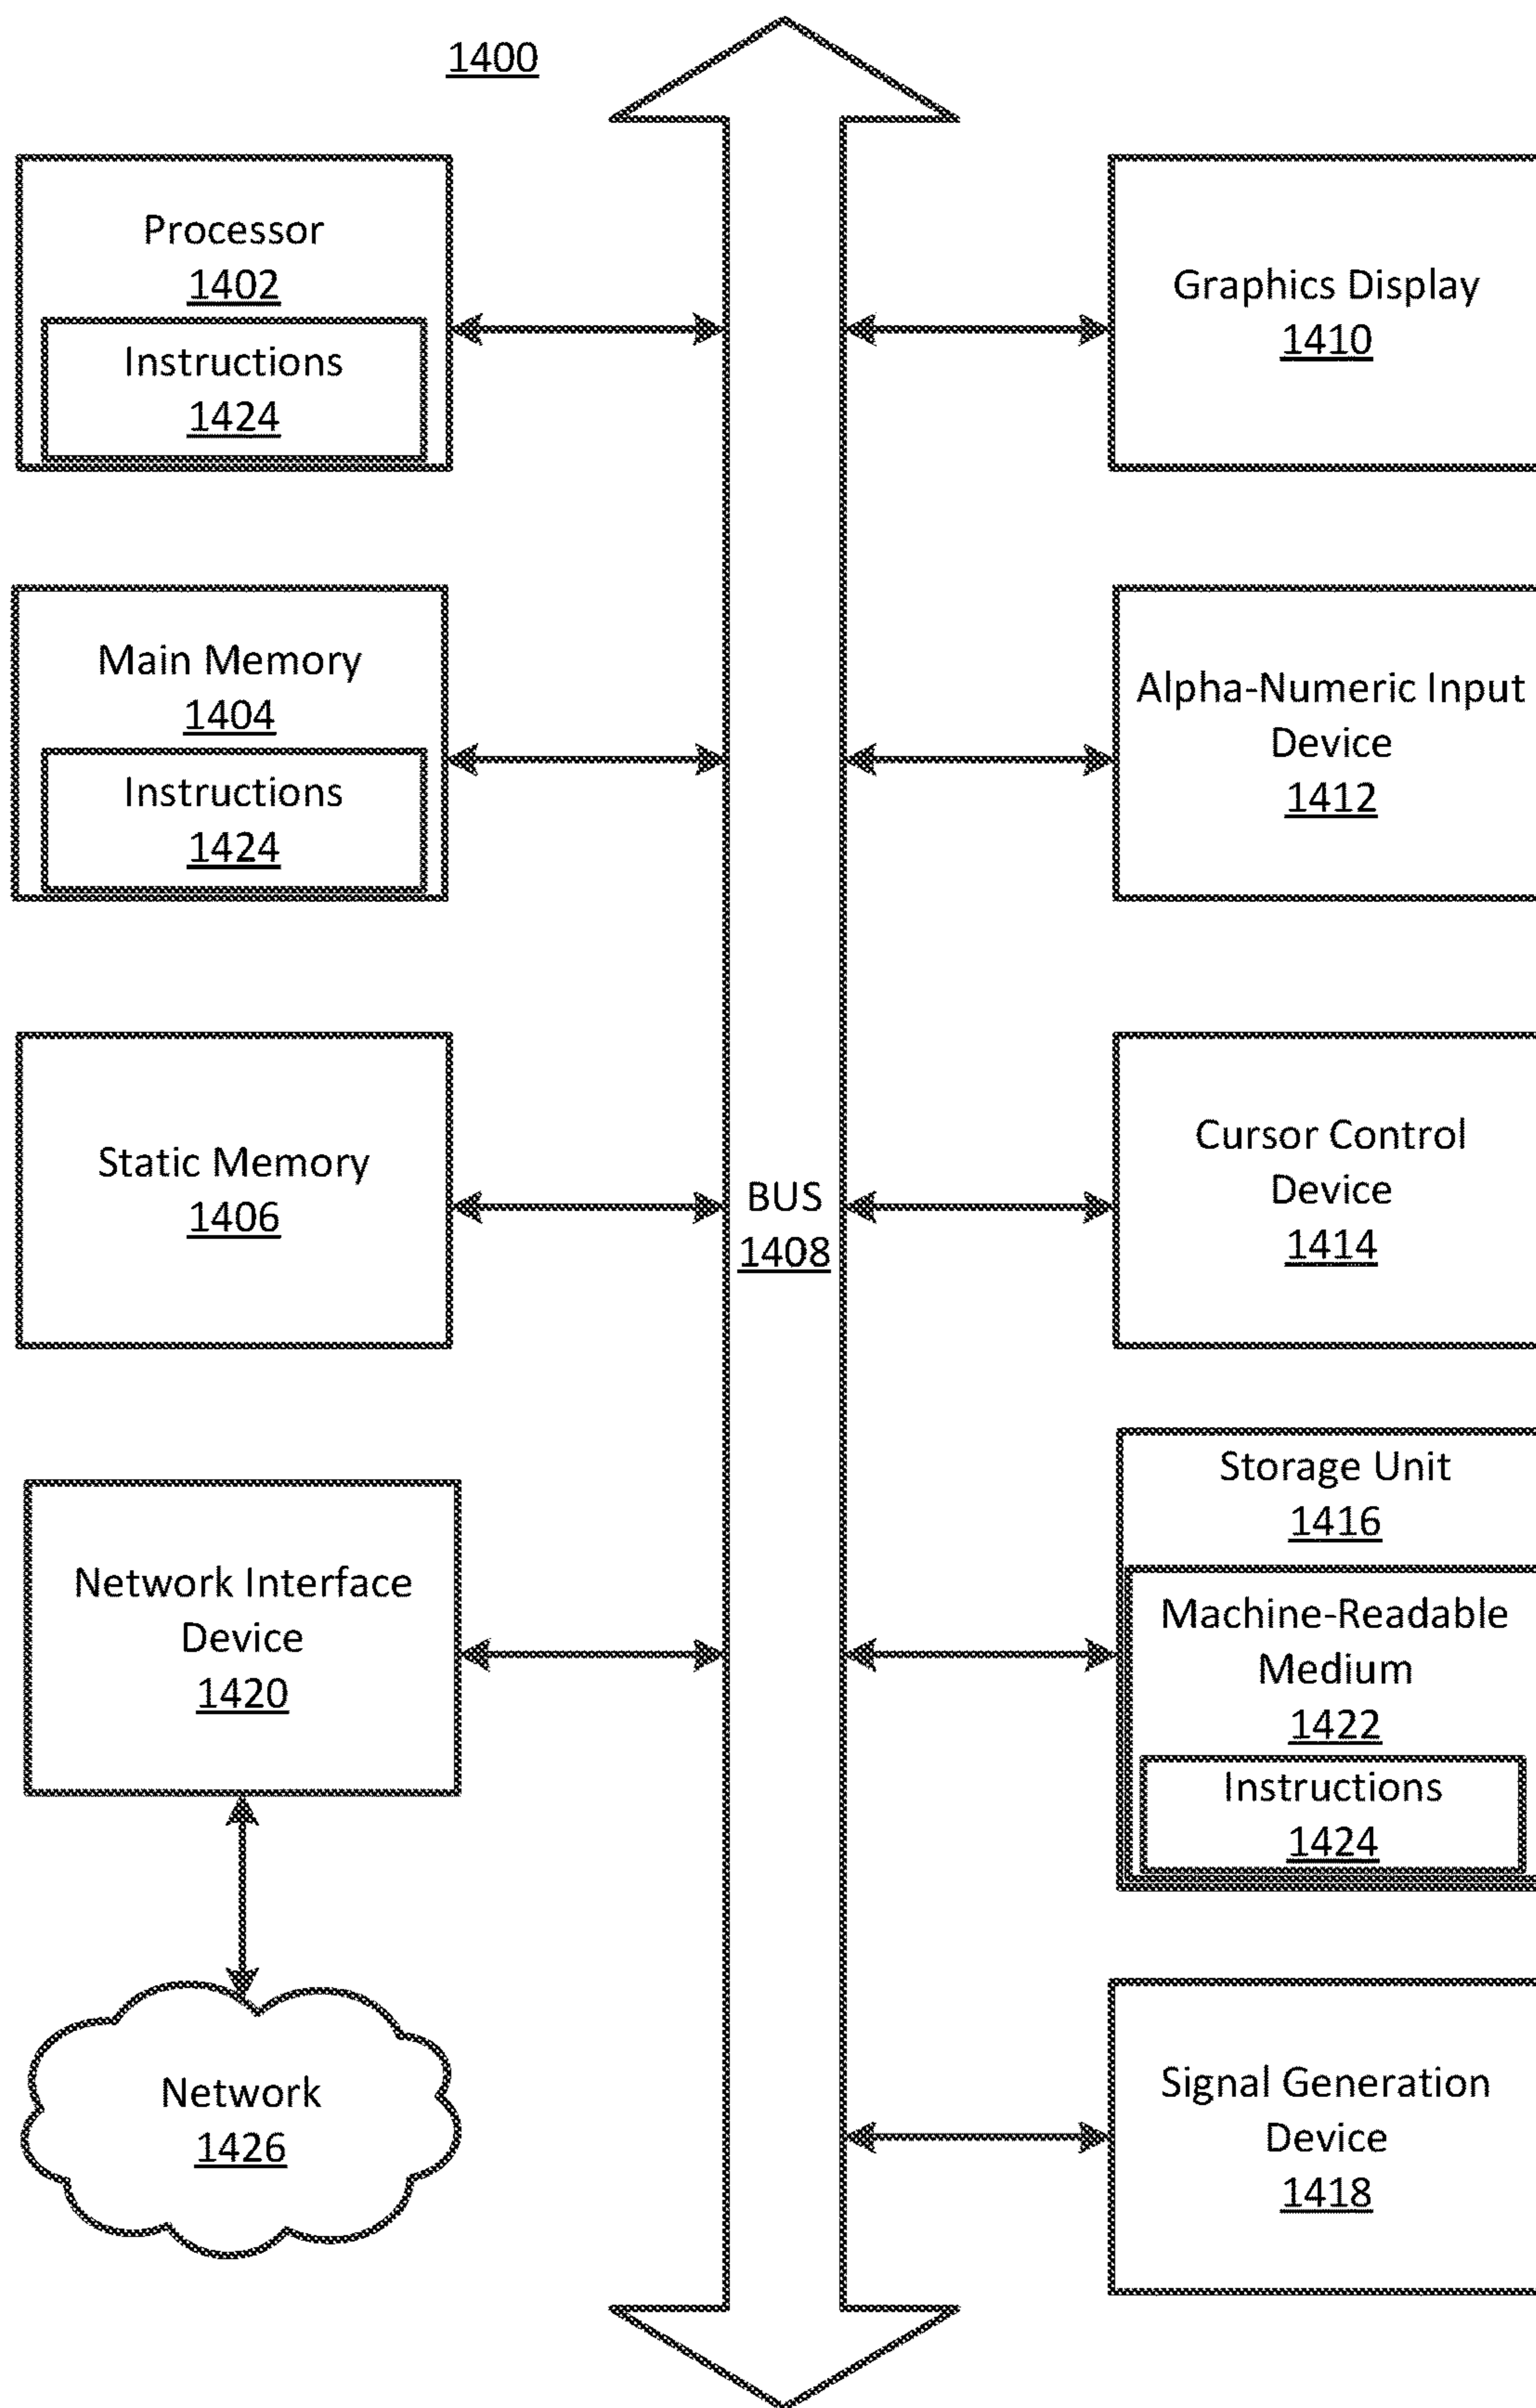 1400
Processor
1402
Instructions
1424
Main Memory
1404
Instructions
1424
Static Memory
1406
Network Interface
Device
1420
Network
1426
BUS
1408
Graphics Display
1410
Alpha-Numeric Input
Device
1412
Cursor Control
Device
1414
Storage Unit
1416
Machine-Readable
Medium
1422
Instructions
1424
Signal Generation
Device
1418